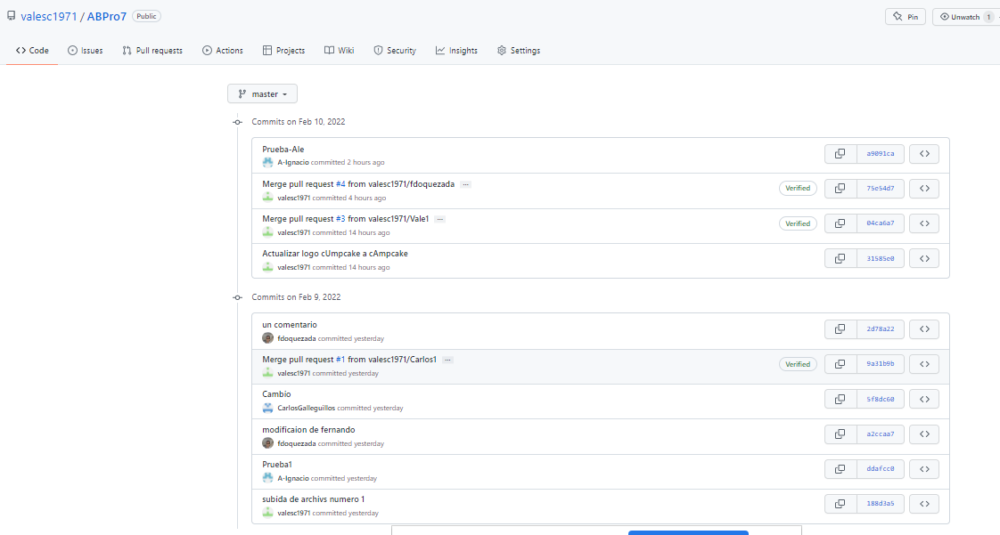 valesc1971 / ABPro7 Public
Pin
Unwatch 1
Code Issues Pull requests Actions Projects Wiki Security Insights Settings
master
Commits on Feb 10, 2022
Prueba-Ale
A-Ignacio committed 2 hours ago
a9091ca
Merge pull request #4 from valesc1971/fdoquezada ...
valesc1971 committed 4 hours ago
Verified
75e54d7
Merge pull request #3 from valesc1971/Vale1 ...
valesc1971 committed 14 hours ago
Verified
04ca6a7
Actualizar logo cUmpcake a cAmpcake
valesc1971 committed 14 hours ago
31585e0
Commits on Feb 9, 2022
un comentario
fdoquezada committed yesterday
2d78a22
Merge pull request #1 from valesc1971/Carlos1 ...
valesc1971 committed yesterday
Verified
9a31b9b
Cambio
CarlosGalleguillos committed yesterday
5f8dc60
modificaion de fernando
fdoquezada committed yesterday
a2ccaa7
Prueba1
A-Ignacio committed yesterday
ddafcc0
subida de archivs numero 1
valesc1971 committed yesterday
188d3a5